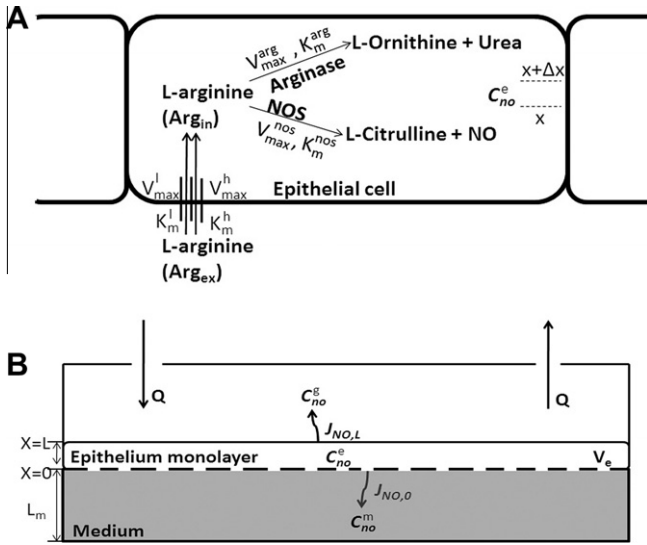 A
V_max^arg, K_m^arg
L-Ornithine + Urea
x+Δx
Arginase
L-arginine
(Arg_in)
C_no^e
NOS
x
V_max^nos, K_m^nos
L-Citrulline + NO
V_max^l
V_max^h
Epithelial cell
K_m^l
K_m^h
L-arginine
(Arg_ex)
B
Q
Q
C_no^g
J_NO,L
X=L
Epithelium monolayer
C_no^e
V_e
X=0
J_NO,0
L_m
C_no^m
Medium